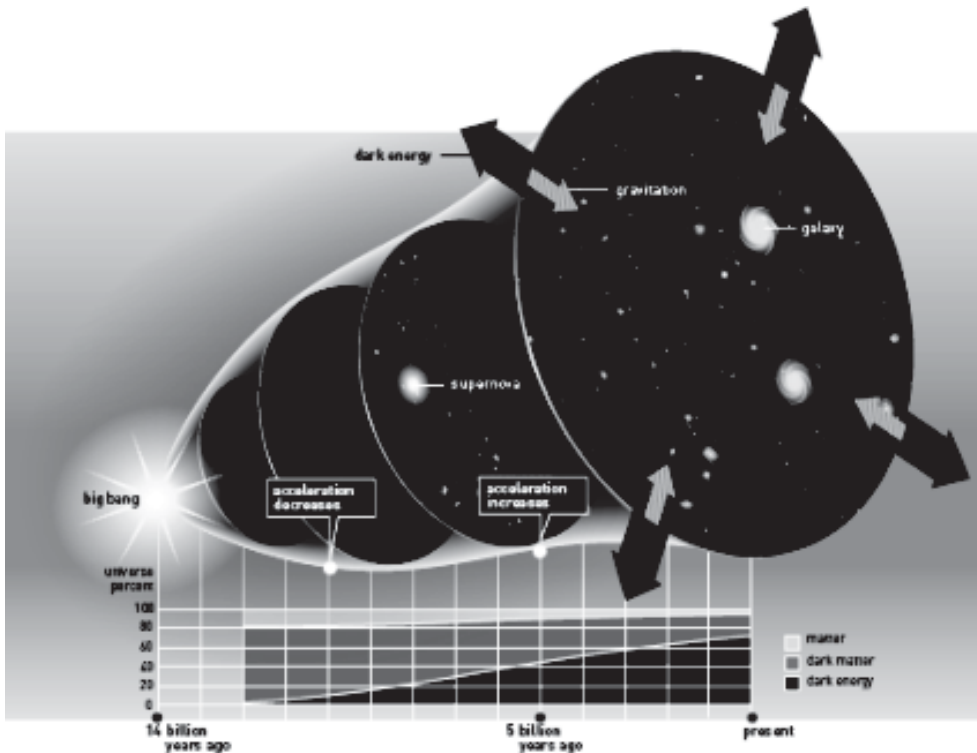 dark energy
gravitation
galaxy
supernova
big bang
acceleration
decreases
acceleration
increases
universe
percent
100
80
60
40
20
0
matter
dark matter
dark energy
14 billion
years ago
5 billion
years ago
present